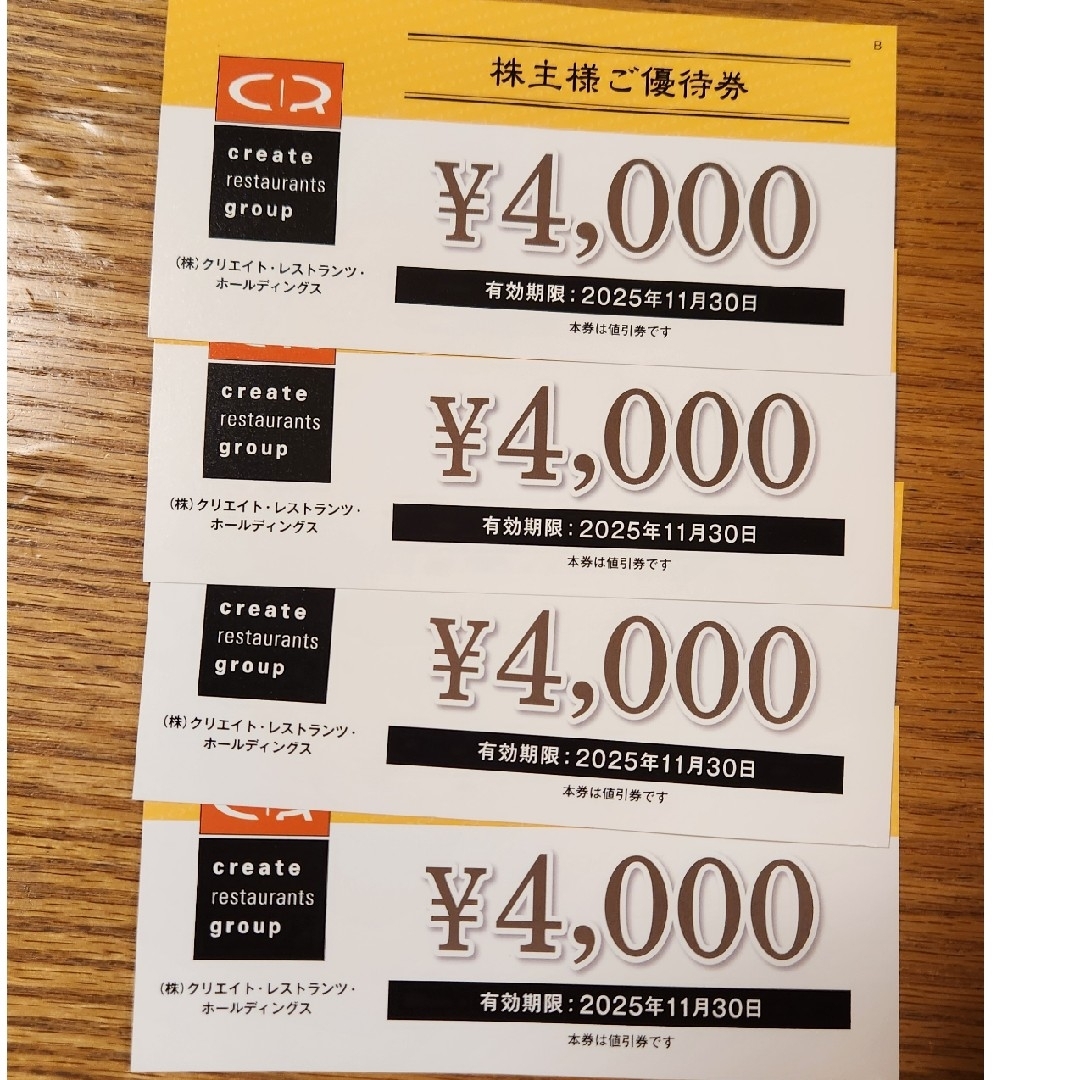 B
株主様ご優待券
CR
create
restaurants
group
¥4,000
(株)クリエイト・レストランツ・
ホールディングス
有効期限:2025年11月30日
本券は値引券です
create
restaurants
group
¥4,000
(株)クリエイト・レストランツ・
ホールディングス
有効期限:2025年11月30日
本券は値引券です
create
restaurants
group
¥4,000
(株)クリエイト・レストランツ・
ホールディングス
有効期限:2025年11月30日
本券は値引券です
CR
create
restaurants
group
¥4,000
(株)クリエイト・レストランツ・
ホールディングス
有効期限:2025年11月30日
本券は値引券です